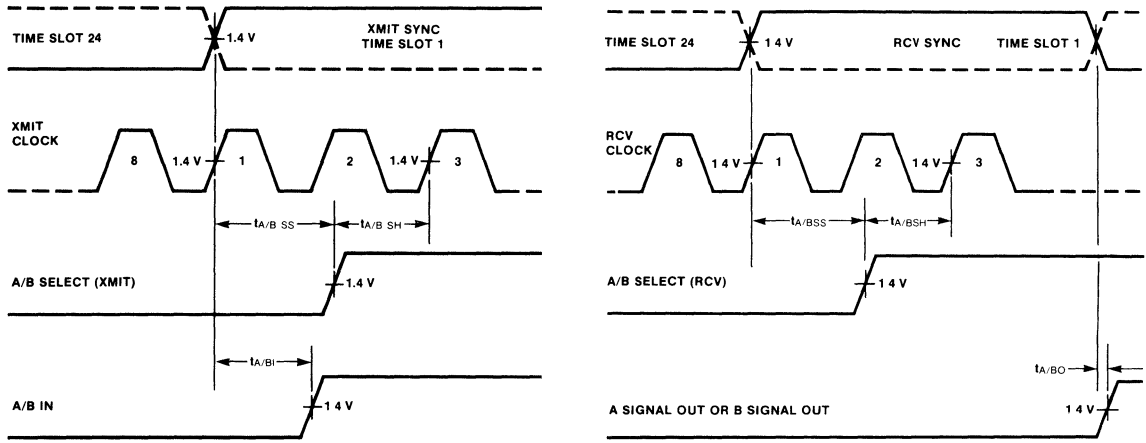 TIME SLOT 24
1.4 V
XMIT SYNC
TIME SLOT 1
XMIT
CLOCK
8
1.4 V
1
2
1.4 V
3
tA/B SS
tA/B SH
A/B SELECT (XMIT)
1.4 V
tA/BI
A/B IN
1 4 V
TIME SLOT 24
1 4 V
RCV SYNC
TIME SLOT 1
RCV
CLOCK
8
1 4 V
1
2
1 4 V
3
tA/BSS
tA/BSH
A/B SELECT (RCV)
1 4 V
tA/BO
A SIGNAL OUT OR B SIGNAL OUT
1 4 V